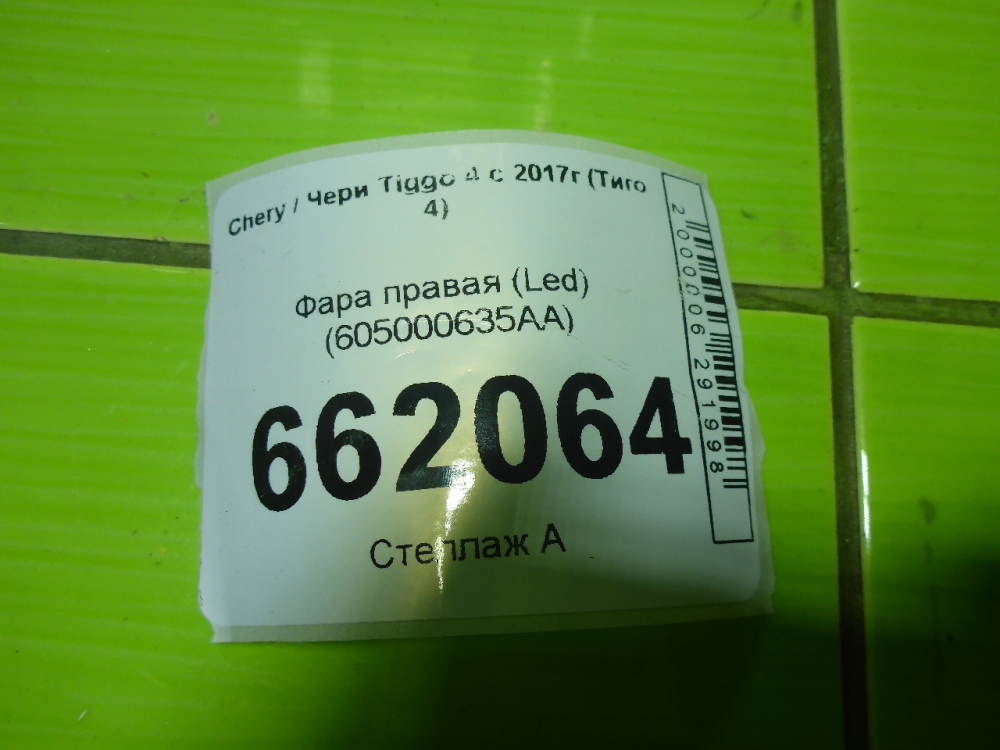 Chery / Чери Tiggo 4 с 2017г (Тиго
4)
Фара правая (Led)
(605000635AA)
662064
Стеллаж А
2000006291998